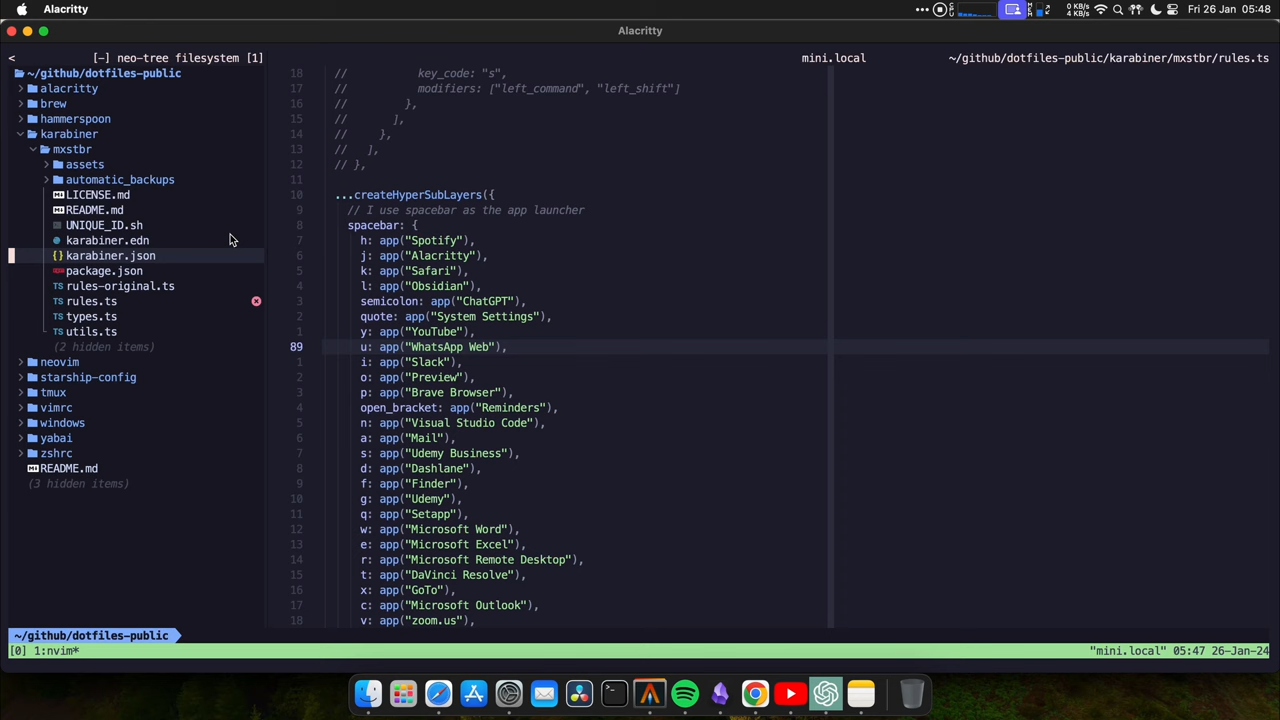 Alacritty
0 KB/s
4 KB/s
Fri 26 Jan 05:48
Alacritty
< [-] neo-tree filesystem [1]
mini.local ~/github/dotfiles-public/karabiner/mxstbr/rules.ts
~/github/dotfiles-public
alacritty
brew
hammerspoon
karabiner
mxstbr
assets
automatic_backups
LICENSE.md
README.md
UNIQUE_ID.sh
karabiner.edn
{} karabiner.json
package.json
TS rules-original.ts
TS rules.ts
TS types.ts
TS utils.ts
(2 hidden items)
neovim
starship-config
tmux
vimrc
windows
yabai
zshrc
README.md
(3 hidden items)
18 // key_code: "s",
17 // modifiers: ["left_command", "left_shift"]
16 // },
15 // ],
14 // },
13 // ],
12 // },
11
10 ...createHyperSubLayers({
9 // I use spacebar as the app launcher
8 spacebar: {
7 h: app("Spotify"),
6 j: app("Alacritty"),
5 k: app("Safari"),
4 l: app("Obsidian"),
3 semicolon: app("ChatGPT"),
2 quote: app("System Settings"),
1 y: app("YouTube"),
89 u: app("WhatsApp Web"),
1 i: app("Slack"),
2 o: app("Preview"),
3 p: app("Brave Browser"),
4 open_bracket: app("Reminders"),
5 n: app("Visual Studio Code"),
6 a: app("Mail"),
7 s: app("Udemy Business"),
8 d: app("Dashlane"),
9 f: app("Finder"),
10 g: app("Udemy"),
11 q: app("Setapp"),
12 w: app("Microsoft Word"),
13 e: app("Microsoft Excel"),
14 r: app("Microsoft Remote Desktop"),
15 t: app("DaVinci Resolve"),
16 x: app("GoTo"),
17 c: app("Microsoft Outlook"),
18 v: app("zoom.us"),
~/github/dotfiles-public
[0] 1:nvim* "mini.local" 05:47 26-Jan-24